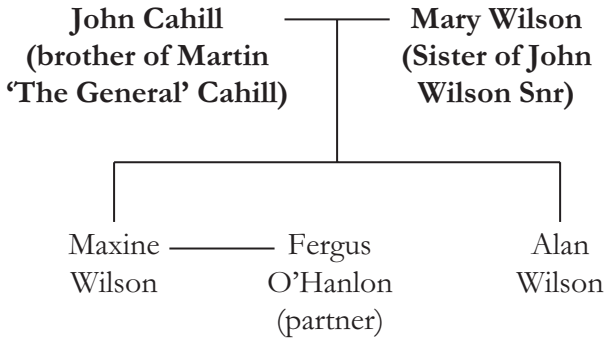 John Cahill
(brother of Martin
‘The General’ Cahill)
Mary Wilson
(Sister of John
Wilson Snr)
Maxine
Wilson
Fergus
O’Hanlon
(partner)
Alan
Wilson